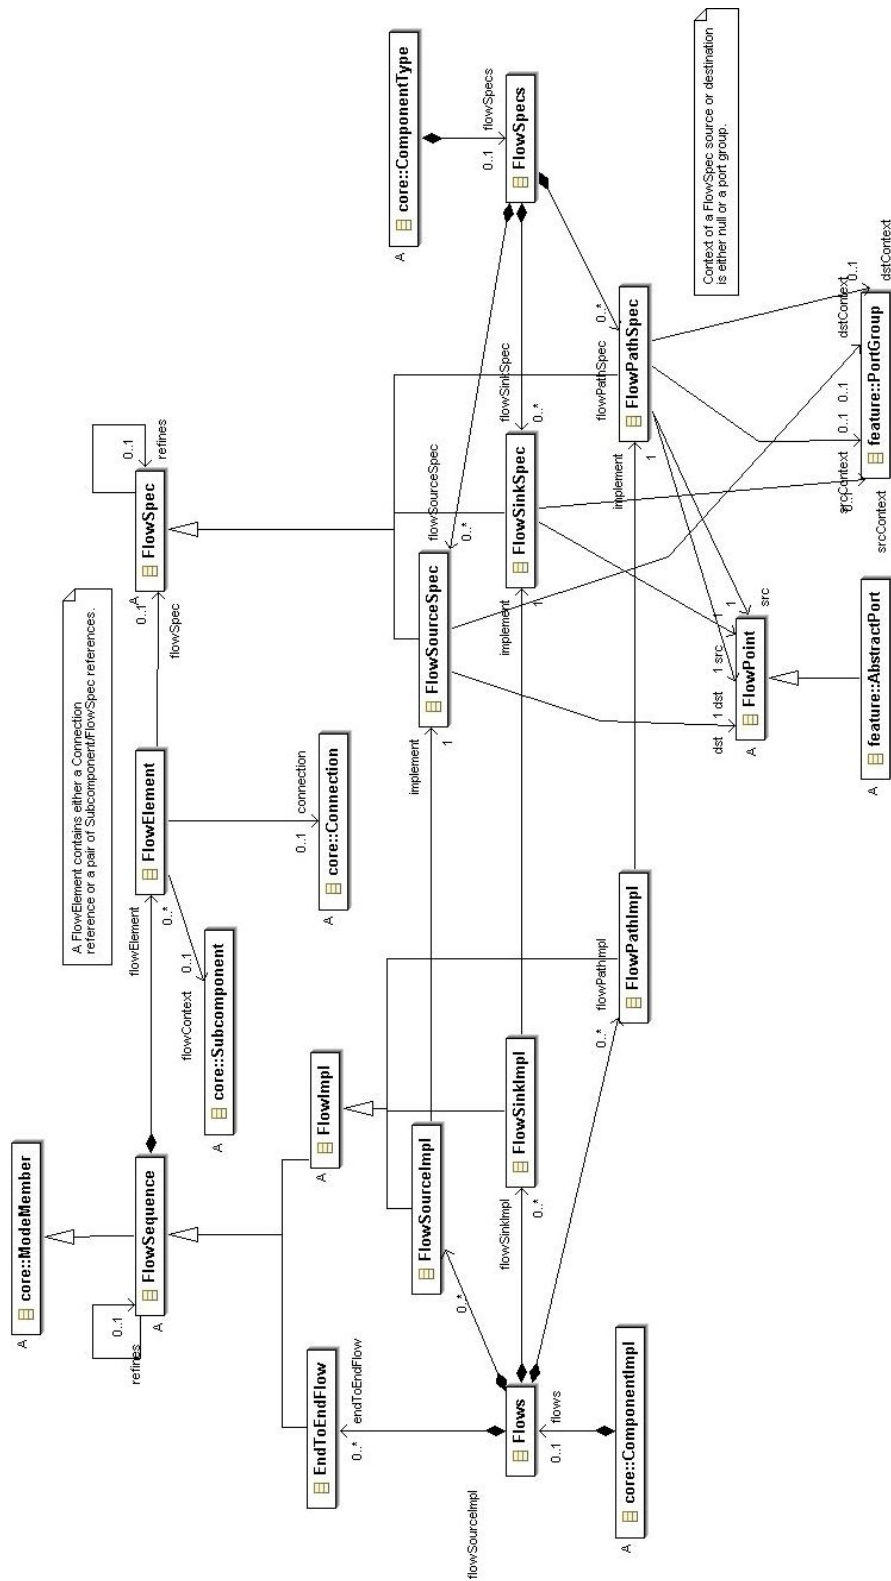 core::ModeMember
A
FlowSequence
A
0..1
refines
flowElement
0..*
A FlowElement contains either a Connection
reference or a pair of Subcomponent/FlowSpec references.
FlowElement
0..1
flowSpec
FlowSpec
A
0..1
refines
flowContext
0..1
core::Subcomponent
A
0..1
connection
core::Connection
A
EndToEndFlow
0..*
endToEndFlow
FlowImpl
A
core::ComponentType
A
0..1
flowSpecs
FlowSpecs
FlowSourceImpl
0..*
implement
1
FlowSourceSpec
flowSourceSpec
0..*
Flows
flowSourceImpl
flowSinkImpl
0..*
FlowSinkImpl
implement
1
FlowSinkSpec
flowSinkSpec
0..*
0..1
flows
core::ComponentImpl
A
flowPathImpl
0..*
FlowPathImpl
implement
1
FlowPathSpec
flowPathSpec
0..*
Context of a FlowSpec source or destination
is either null or a port group.
dst
1 dst
1 src
1
1
src
FlowPoint
A
srcContext
0..1
srcContext
0..1
0..1
dstContext
0..1
dstContext
feature::PortGroup
feature::AbstractPort
A